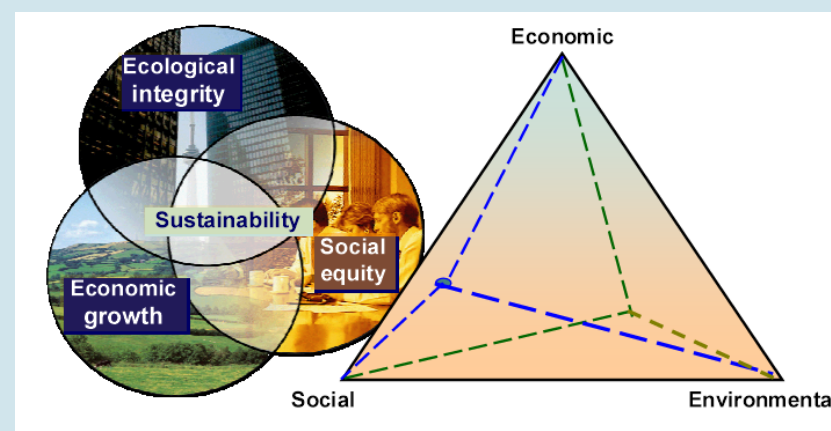 Ecological
integrity
Sustainability
Social
equity
Economic
growth
Economic
Social
Environmenta